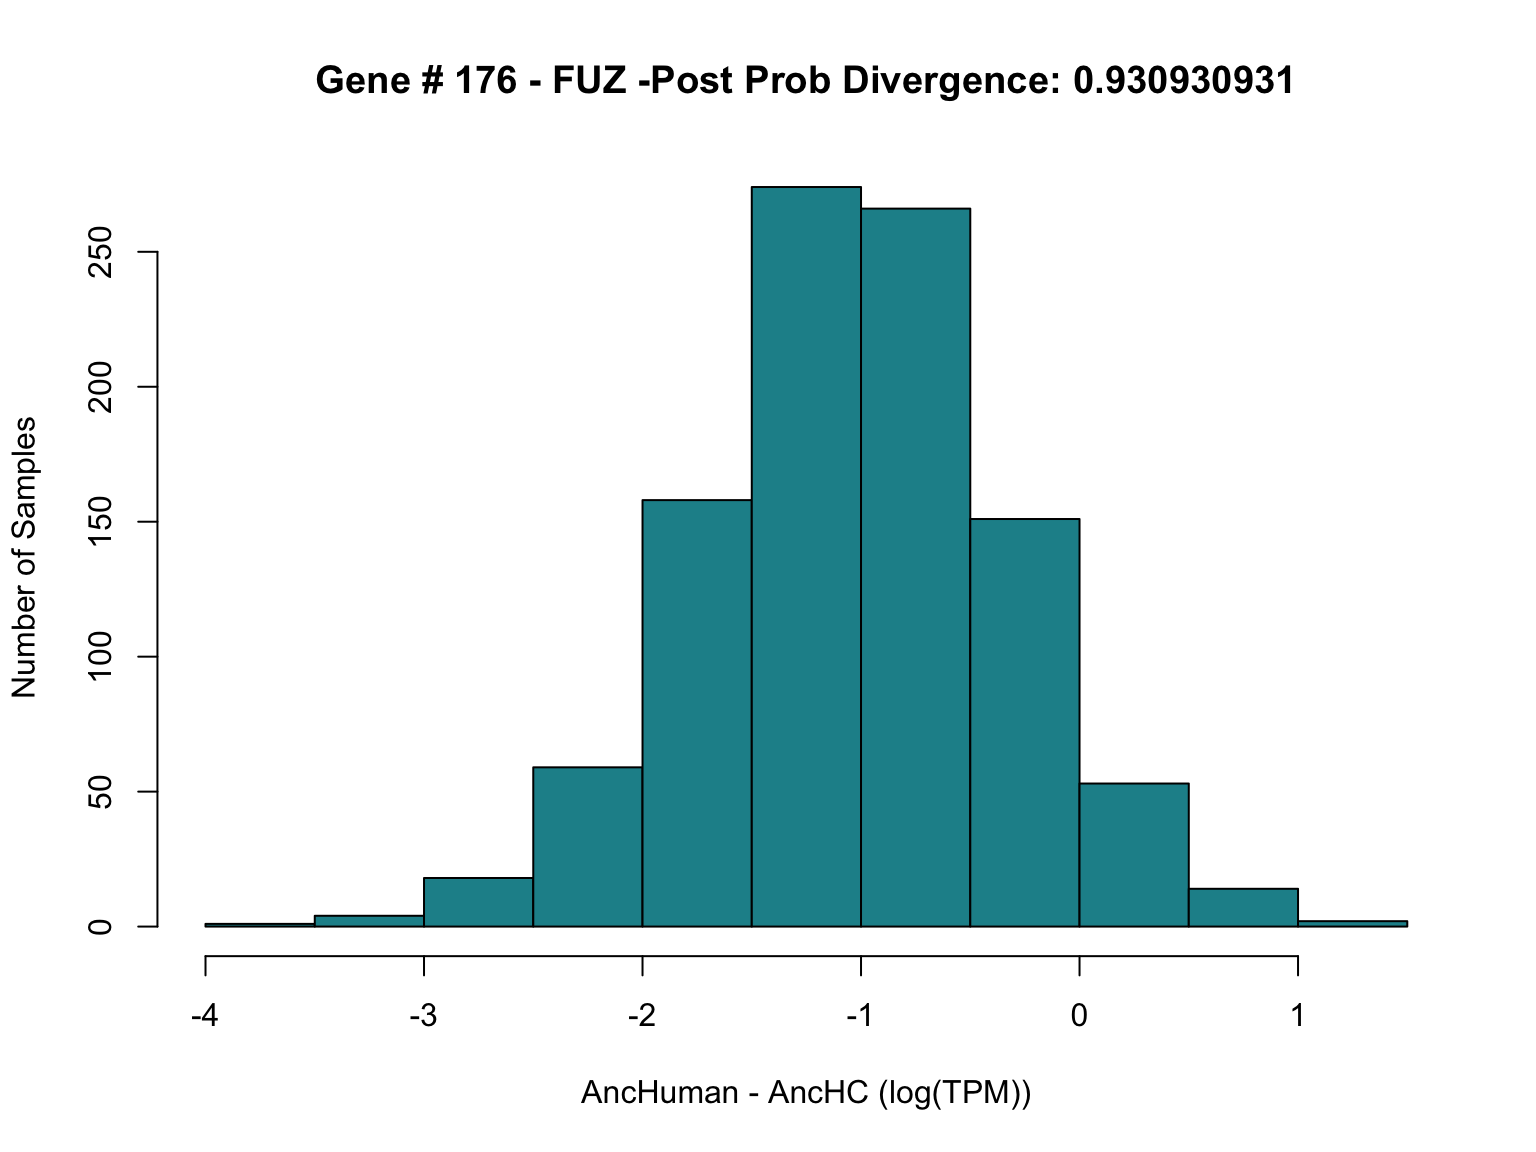 Gene # 176 - FUZ -Post Prob Divergence: 0.930930931
Number of Samples
250
200
150
100
50
0
-4 -3 -2 -1 0 1
AncHuman - AncHC (log(TPM))